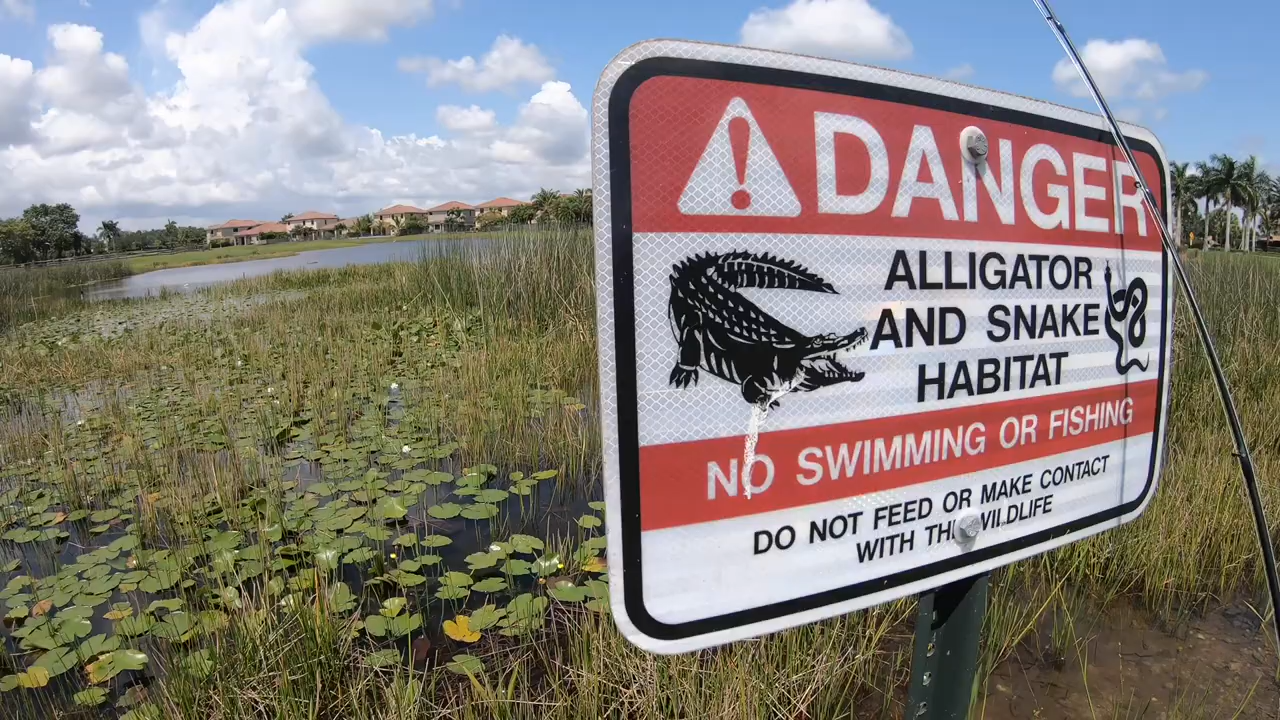 DANGER
ALLIGATOR
AND SNAKE
HABITAT
NO SWIMMING OR FISHING
DO NOT FEED OR MAKE CONTACT
WITH THE WILDLIFE